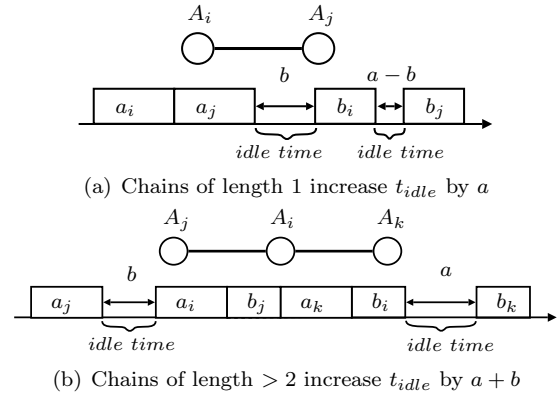 A_i A_j
b a − b
a_i a_j b_i b_j
idle time idle time
(a) Chains of length 1 increase t_idle by a
A_j A_i A_k
b a
a_j a_i b_j a_k b_i b_k
idle time idle time
(b) Chains of length > 2 increase t_idle by a + b